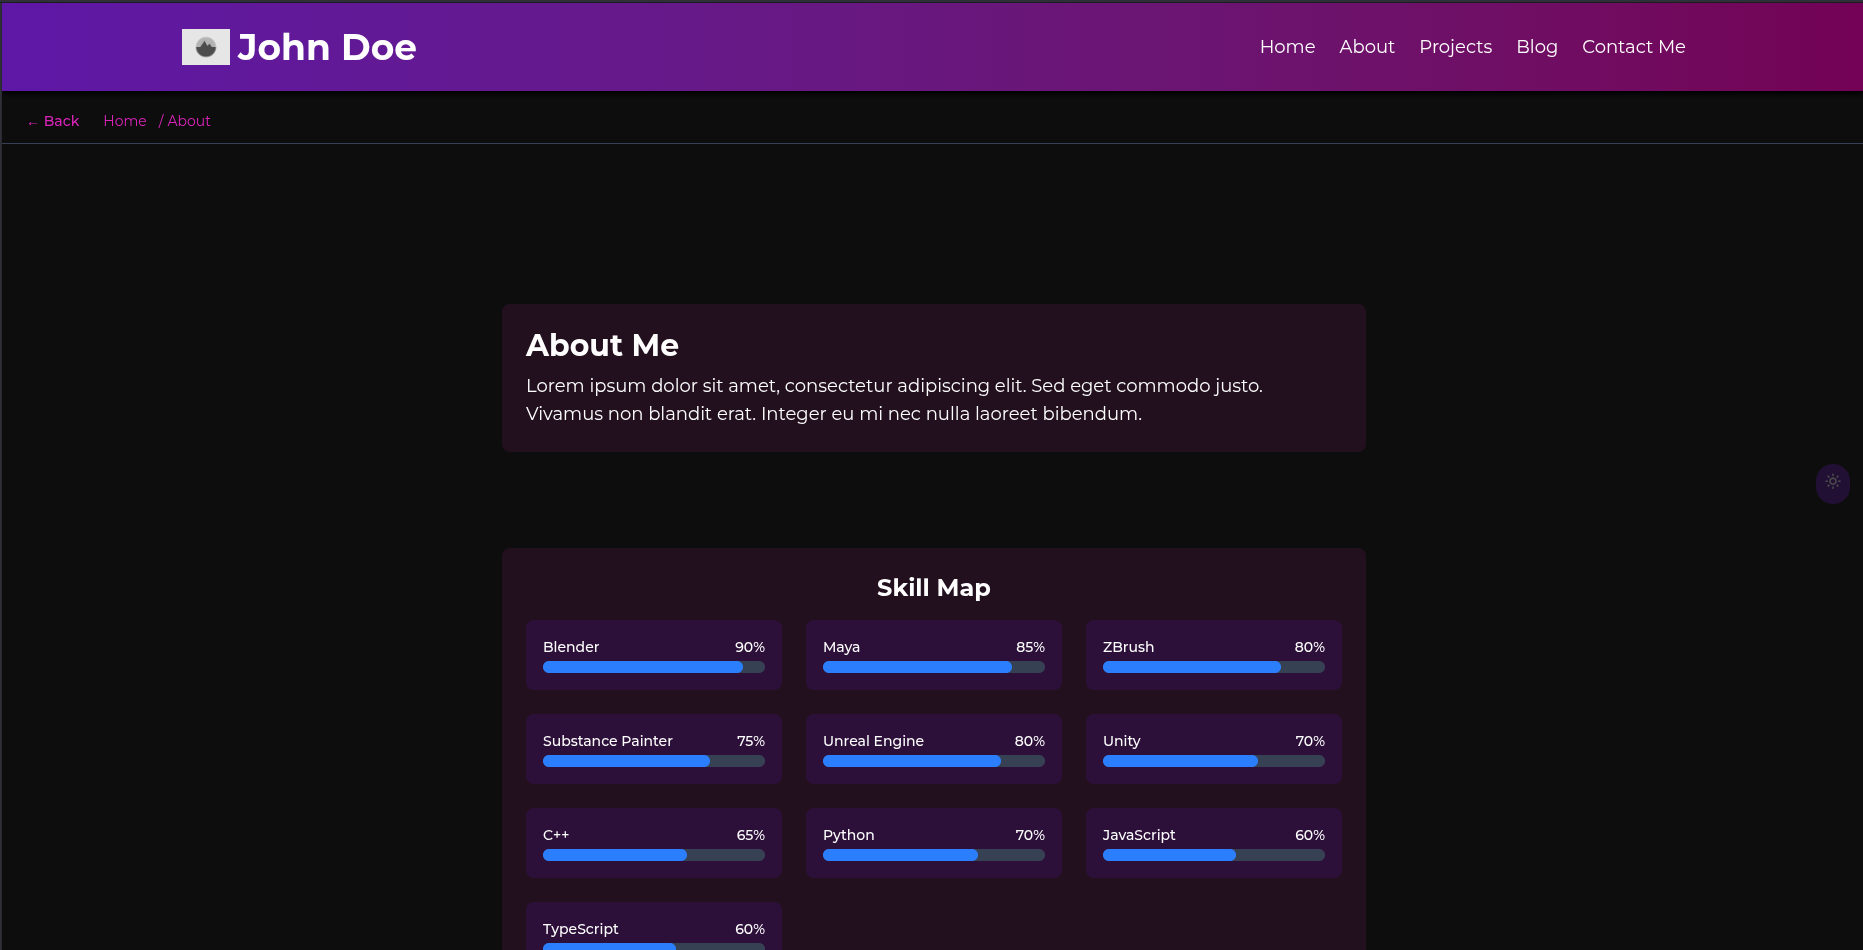 John Doe
Home About Projects Blog Contact Me
← Back Home / About
About Me
Lorem ipsum dolor sit amet, consectetur adipiscing elit. Sed eget commodo justo.
Vivamus non blandit erat. Integer eu mi nec nulla laoreet bibendum.
Skill Map
Blender 90%
Maya 85%
ZBrush 80%
Substance Painter 75%
Unreal Engine 80%
Unity 70%
C++ 65%
Python 70%
JavaScript 60%
TypeScript 60%